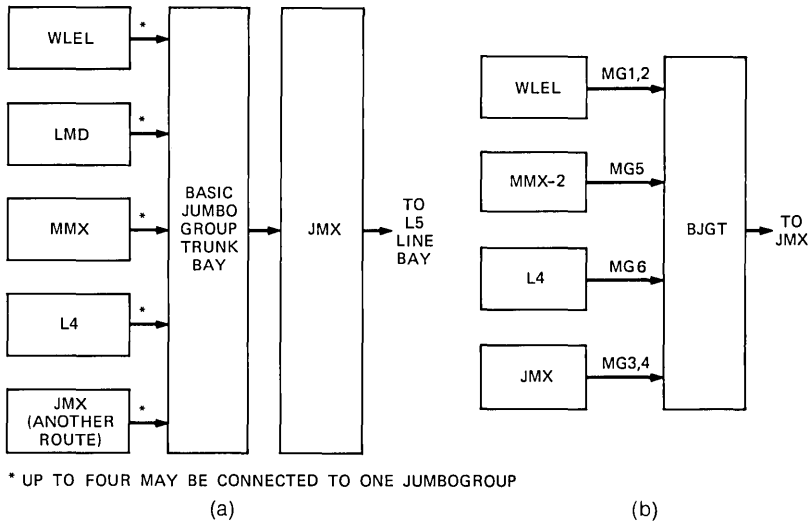 *
WLEL
*
LMD
*
MMX
*
L4
*
JMX
(ANOTHER
ROUTE)
BASIC
JUMBO
GROUP
TRUNK
BAY
JMX
TO
L5
LINE
BAY
* UP TO FOUR MAY BE CONNECTED TO ONE JUMBOGROUP
(a)
WLEL
MG1,2
MMX-2
MG5
L4
MG6
JMX
MG3,4
BJGT
TO
JMX
(b)